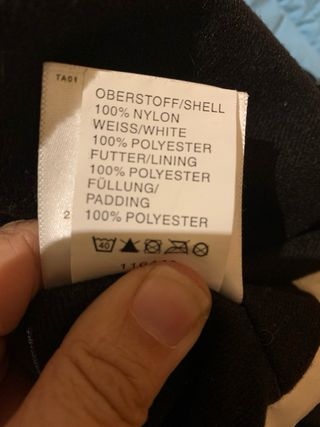 TA01
OBERSTOFF/SHELL
100% NYLON
WEISS/WHITE
100% POLYESTER
FUTTER/LINING
100% POLYESTER
FÜLLUNG/
PADDING
100% POLYESTER
2
40